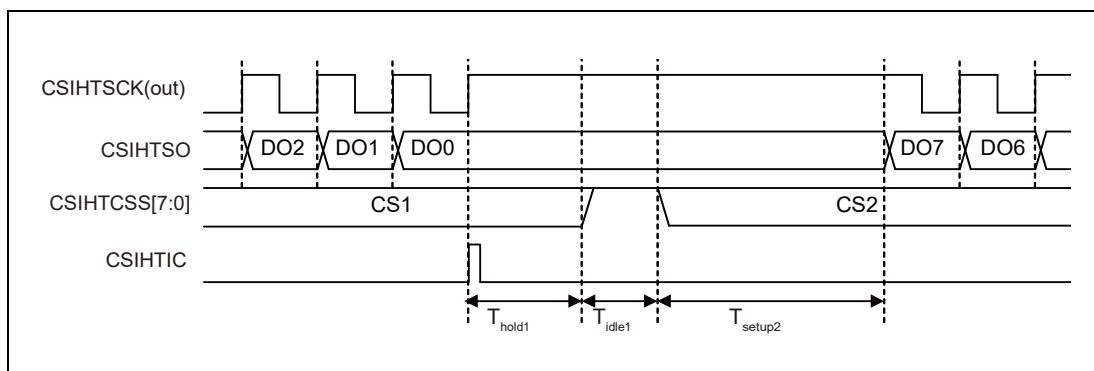 CSIHTSCK(out)
CSIHTSO DO2 DO1 DO0 DO7 DO6
CSIHTCSS[7:0] CS1 CS2
CSIHTIC
Thold1 Tidle1 Tsetup2